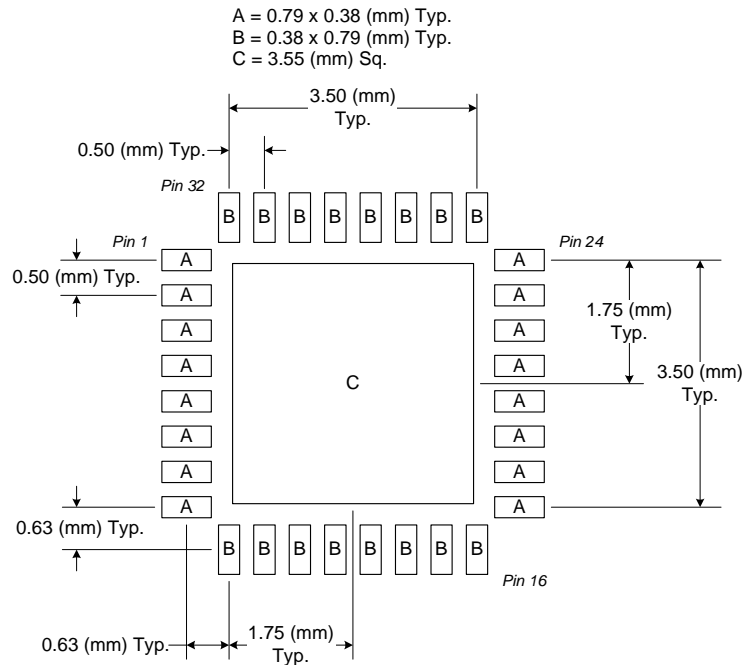 A = 0.79 x 0.38 (mm) Typ.
B = 0.38 x 0.79 (mm) Typ.
C = 3.55 (mm) Sq.
3.50 (mm)
Typ.
0.50 (mm) Typ.
Pin 32
B B B B B B B B
Pin 1
Pin 24
A
A
0.50 (mm) Typ.
A
A
1.75 (mm)
Typ.
A
A
A
A
3.50 (mm)
Typ.
C
A
A
A
A
A
A
A
A
0.63 (mm) Typ.
B B B B B B B B
Pin 16
0.63 (mm) Typ.
1.75 (mm)
Typ.